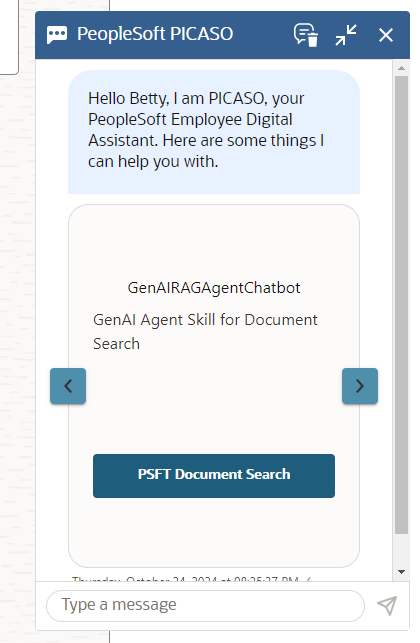 PeopleSoft PICASO
Hello Betty, I am PICASO, your
PeopleSoft Employee Digital
Assistant. Here are some things I
can help you with.
GenAIRAGAgentChatbot
GenAI Agent Skill for Document
Search
PSFT Document Search
Thursday, October 24, 2024 at 08:25:37 PM
Type a message